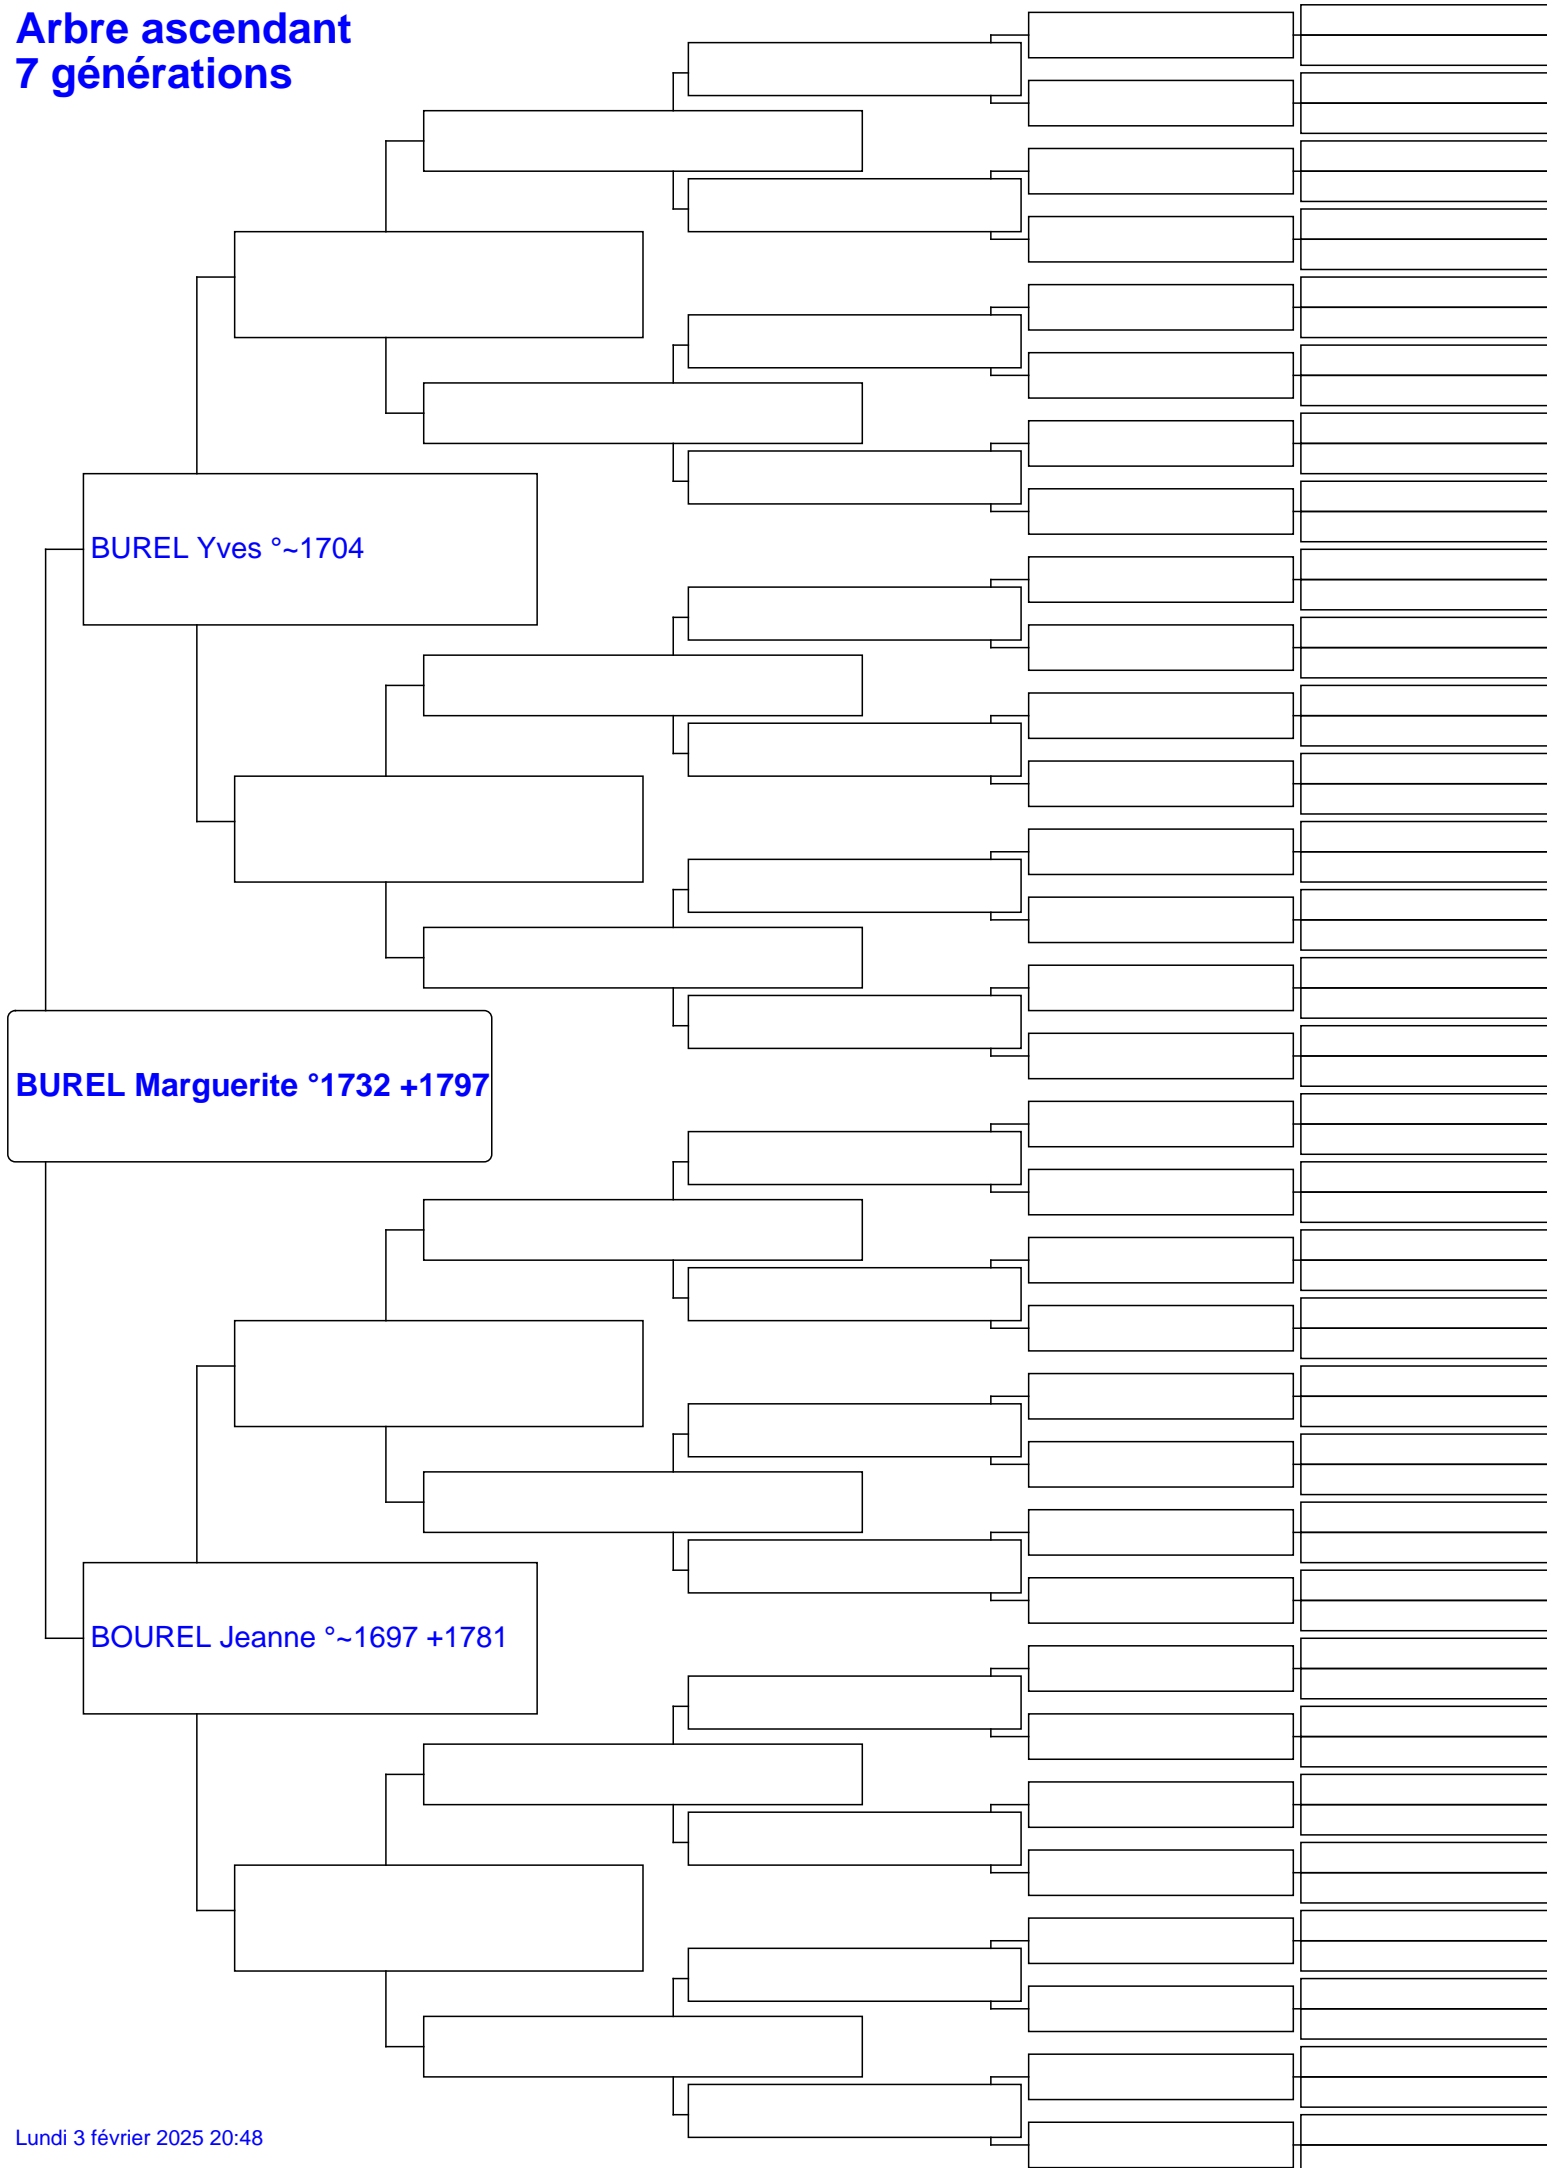 Arbre ascendant
7 générations
BUREL Yves °~1704
BUREL Marguerite °1732 +1797
BOUREL Jeanne °~1697 +1781
Lundi 3 février 2025 20:48